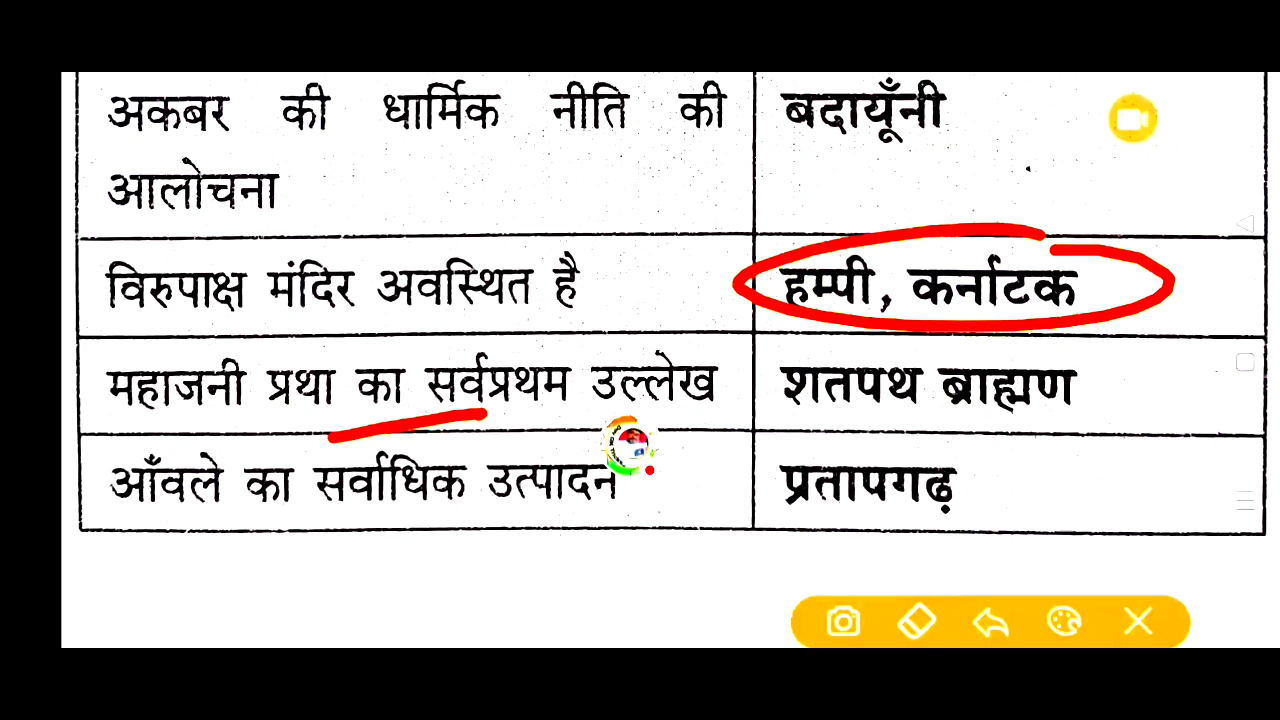 अकबर की धार्मिक नीति की बदायूँनी
आलोचना
विरुपाक्ष मंदिर अवस्थित है हम्पी, कर्नाटक
महाजनी प्रथा का सर्वप्रथम उल्लेख शतपथ ब्राह्मण
आँवले का सर्वाधिक उत्पादन प्रतापगढ़